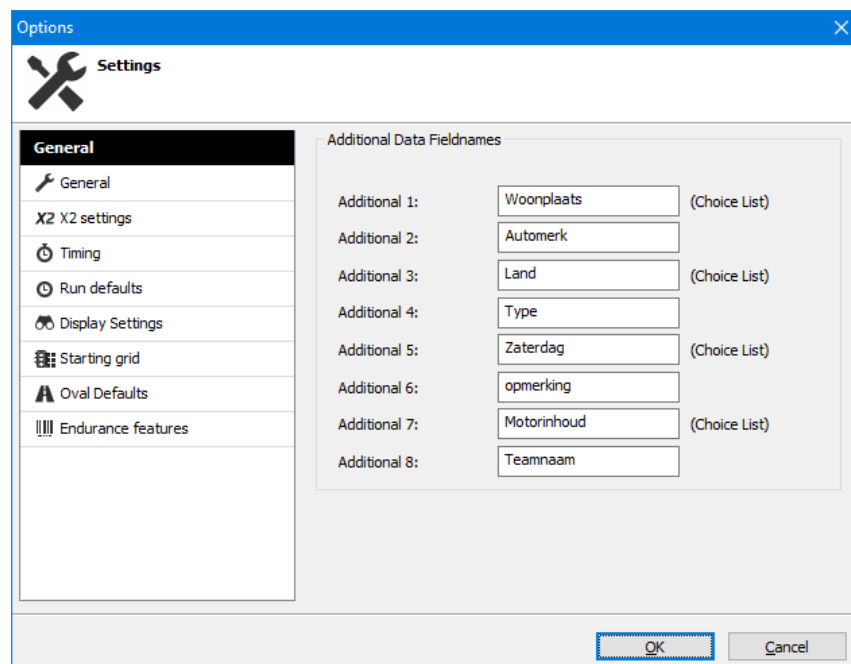 Options
Settings
General
General
X2 X2 settings
Timing
Run defaults
Display Settings
Starting grid
Oval Defaults
Endurance features
Additional Data Fieldnames
Additional 1: Woonplaats (Choice List)
Additional 2: Automerk
Additional 3: Land (Choice List)
Additional 4: Type
Additional 5: Zaterdag (Choice List)
Additional 6: opmerking
Additional 7: Motorinhoud (Choice List)
Additional 8: Teamnaam
OK Cancel